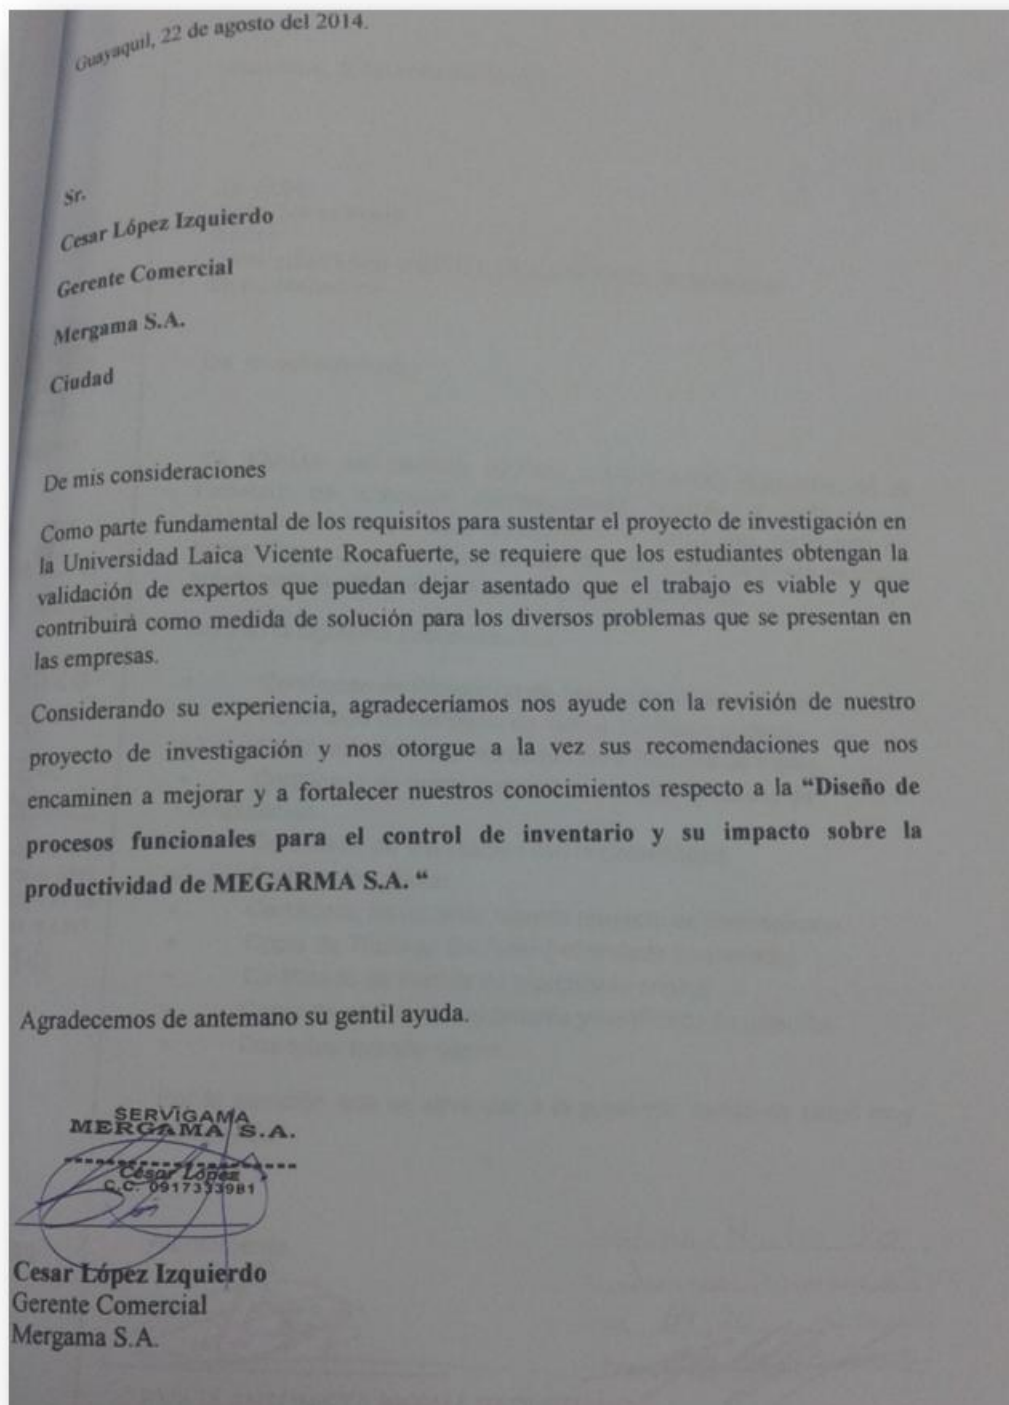 Guayaquil, 22 de agosto del 2014.
Sr.
Cesar López Izquierdo
Gerente Comercial
Mergama S.A.
Ciudad
De mis consideraciones
Como parte fundamental de los requisitos para sustentar el proyecto de investigación en
la Universidad Laica Vicente Rocafuerte, se requiere que los estudiantes obtengan la
validación de expertos que puedan dejar asentado que el trabajo es viable y que
contribuirá como medida de solución para los diversos problemas que se presentan en
las empresas.
Considerando su experiencia, agradeceríamos nos ayude con la revisión de nuestro
proyecto de investigación y nos otorgue a la vez sus recomendaciones que nos
encaminen a mejorar y a fortalecer nuestros conocimientos respecto a la “Diseño de
procesos funcionales para el control de inventario y su impacto sobre la
productividad de MEGARMA S.A. “
Agradecemos de antemano su gentil ayuda.
SERVIGAMA
MERGAMA S.A.
César López
C.C. 0917333981
Cesar López Izquierdo
Gerente Comercial
Mergama S.A.